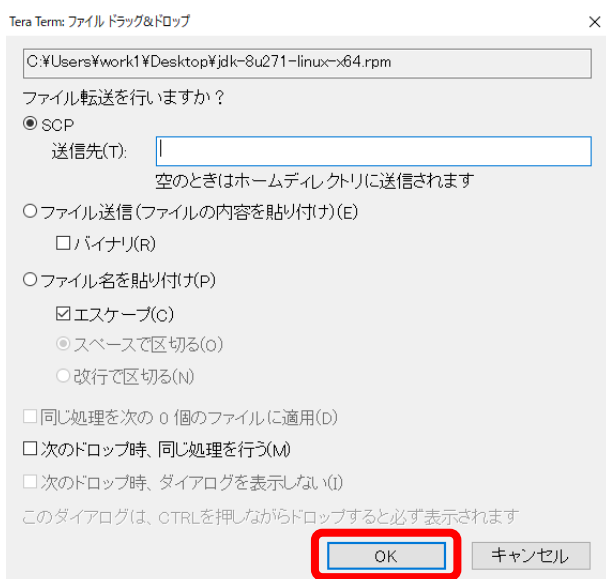 Tera Term: ファイル ドラッグ&ドロップ
C:¥Users¥work1¥Desktop¥jdk-8u271-linux-x64.rpm
ファイル転送を行いますか？
SCP
送信先(T):
空のときはホームディレクトリに送信されます
ファイル送信(ファイルの内容を貼り付け)(E)
バイナリ(R)
ファイル名を貼り付け(P)
エスケープ(C)
スペースで区切る(O)
改行で区切る(N)
同じ処理を次の 0 個のファイルに適用(D)
次のドロップ時、同じ処理を行う(M)
次のドロップ時、ダイアログを表示しない(I)
このダイアログは、CTRLを押しながらドロップすると必ず表示されます
OK キャンセル